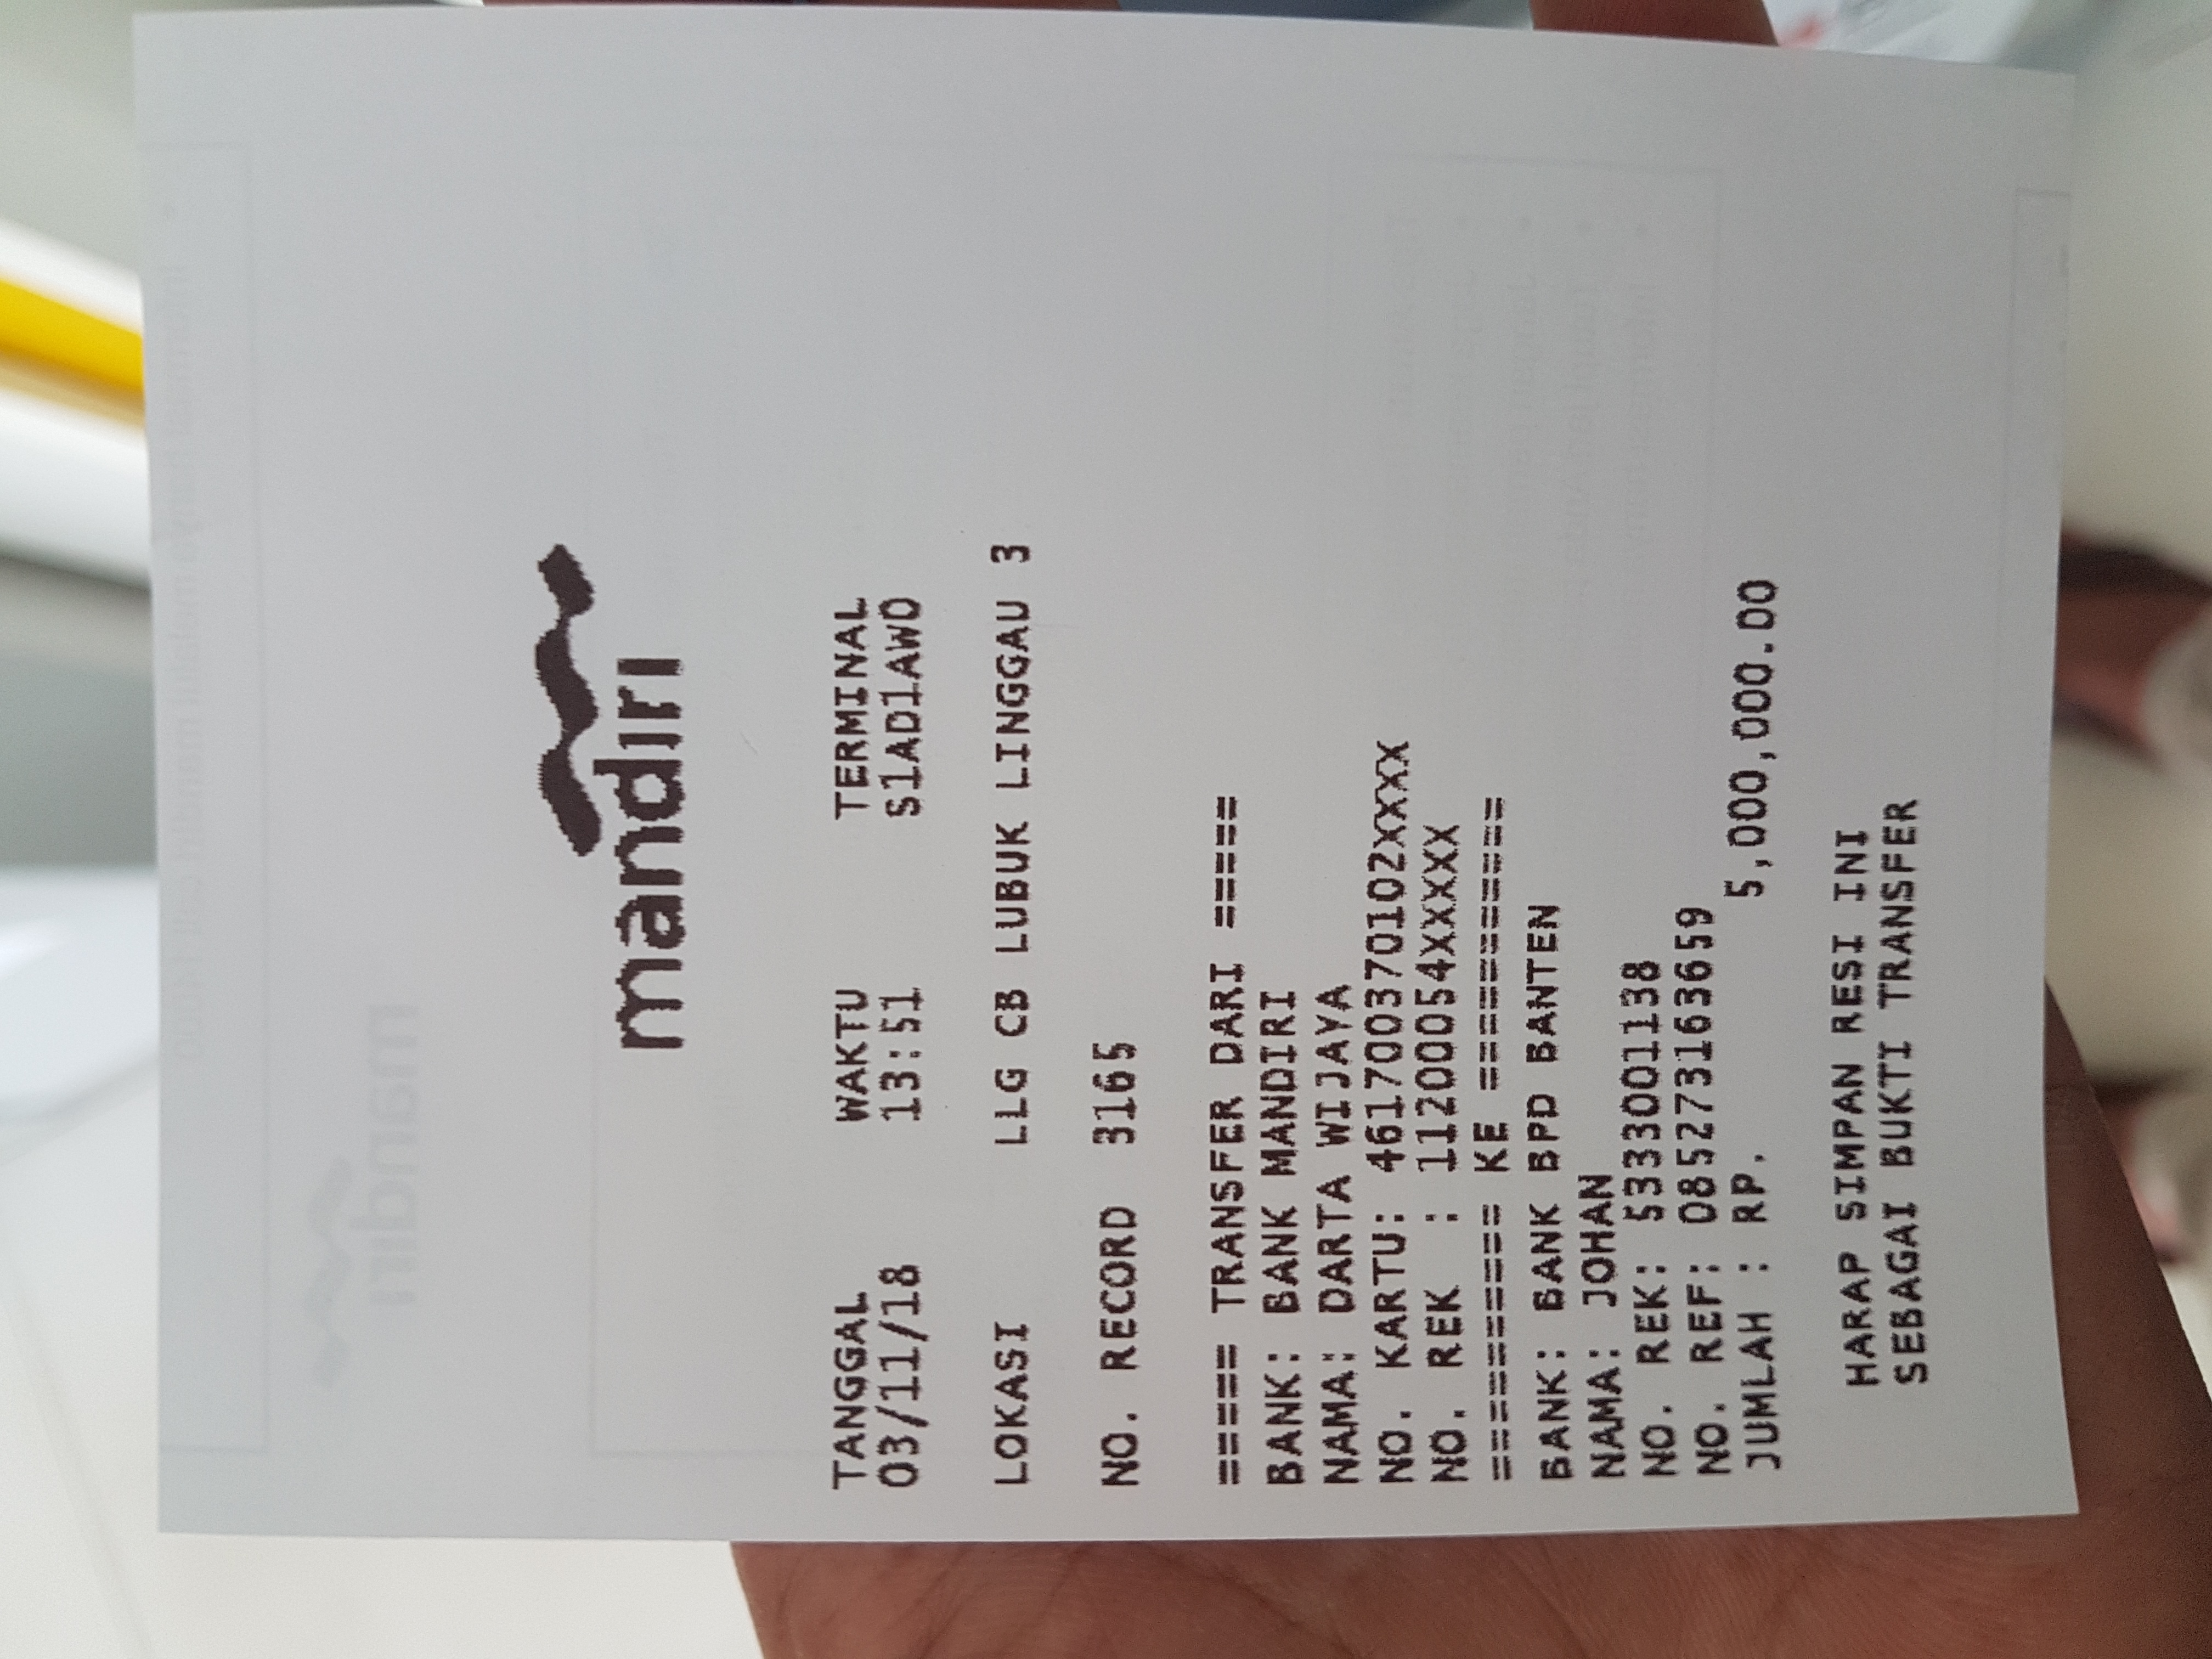 mandiri
TANGGAL WAKTU TERMINAL
03/11/18 13:51 S1AD1AWO
LOKASI LLG CB LUBUK LINGGAU 3
NO. RECORD 3165
===== TRANSFER DARI =====
BANK: BANK MANDIRI
NAMA: DARTA WIJAYA
NO. KARTU: 461700370102XXXX
NO. REK : 11200054XXXXX
========== KE ===========
BANK: BANK BPD BANTEN
NAMA: JOHAN
NO. REK: 5333001138
NO. REF: 085273163659
JUMLAH : RP. 5,000,000.00
HARAP SIMPAN RESI INI
SEBAGAI BUKTI TRANSFER